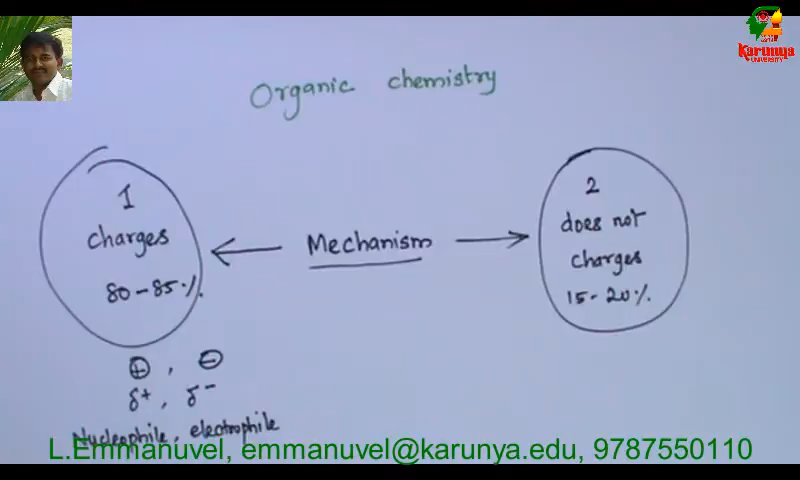 Karunya
UNIVERSITY
Organic chemistry
1
charges
80-85%
Mechanism
2
does not
charges
15-20%
⊕, ⊖
δ+, δ-
Nucleophile, electrophile
L.Emmanuvel, emmanuvel@karunya.edu, 9787550110